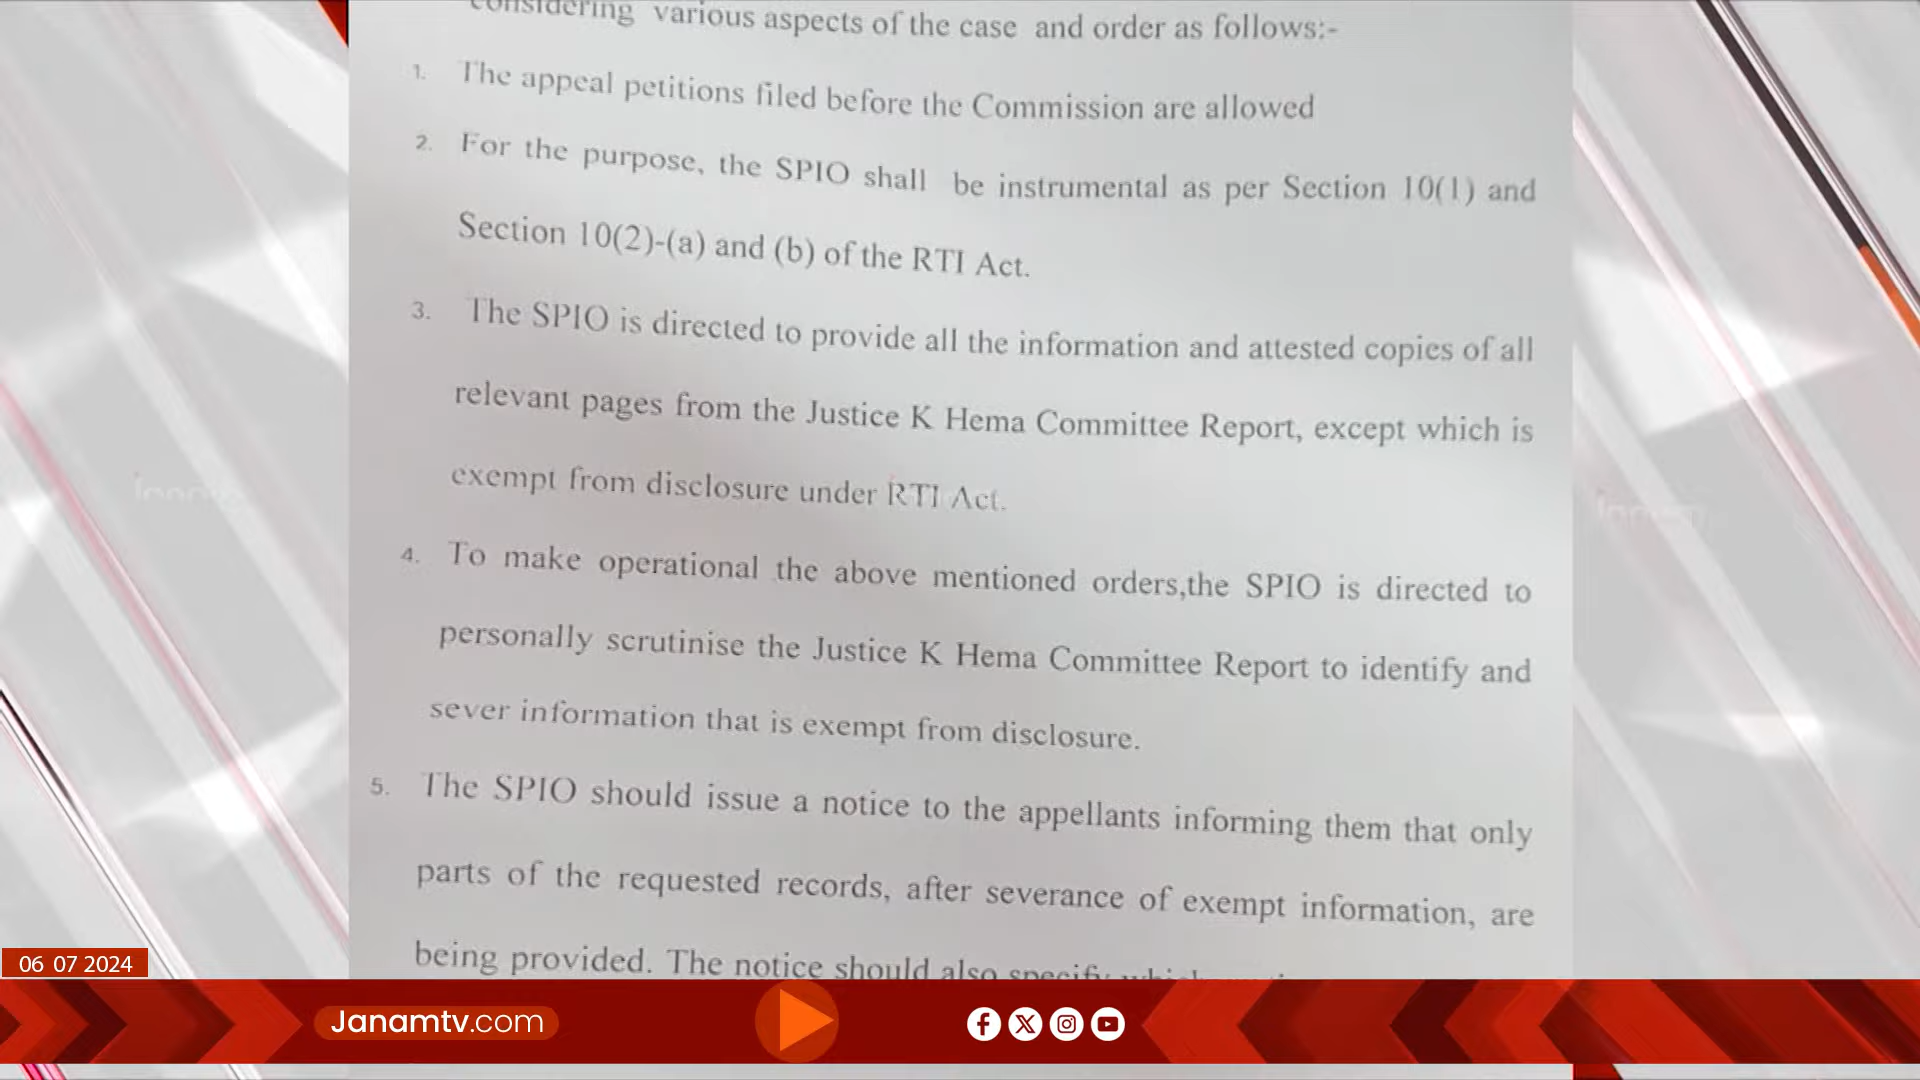 considering various aspects of the case and order as follows:-
1. The appeal petitions filed before the Commission are allowed
2. For the purpose, the SPIO shall be instrumental as per Section 10(1) and
Section 10(2)-(a) and (b) of the RTI Act.
3. The SPIO is directed to provide all the information and attested copies of all
relevant pages from the Justice K Hema Committee Report, except which is
exempt from disclosure under RTI Act.
4. To make operational the above mentioned orders,the SPIO is directed to
personally scrutinise the Justice K Hema Committee Report to identify and
sever information that is exempt from disclosure.
5. The SPIO should issue a notice to the appellants informing them that only
parts of the requested records, after severance of exempt information, are
being provided. The notice should also specify which
06 07 2024
Janamtv.com